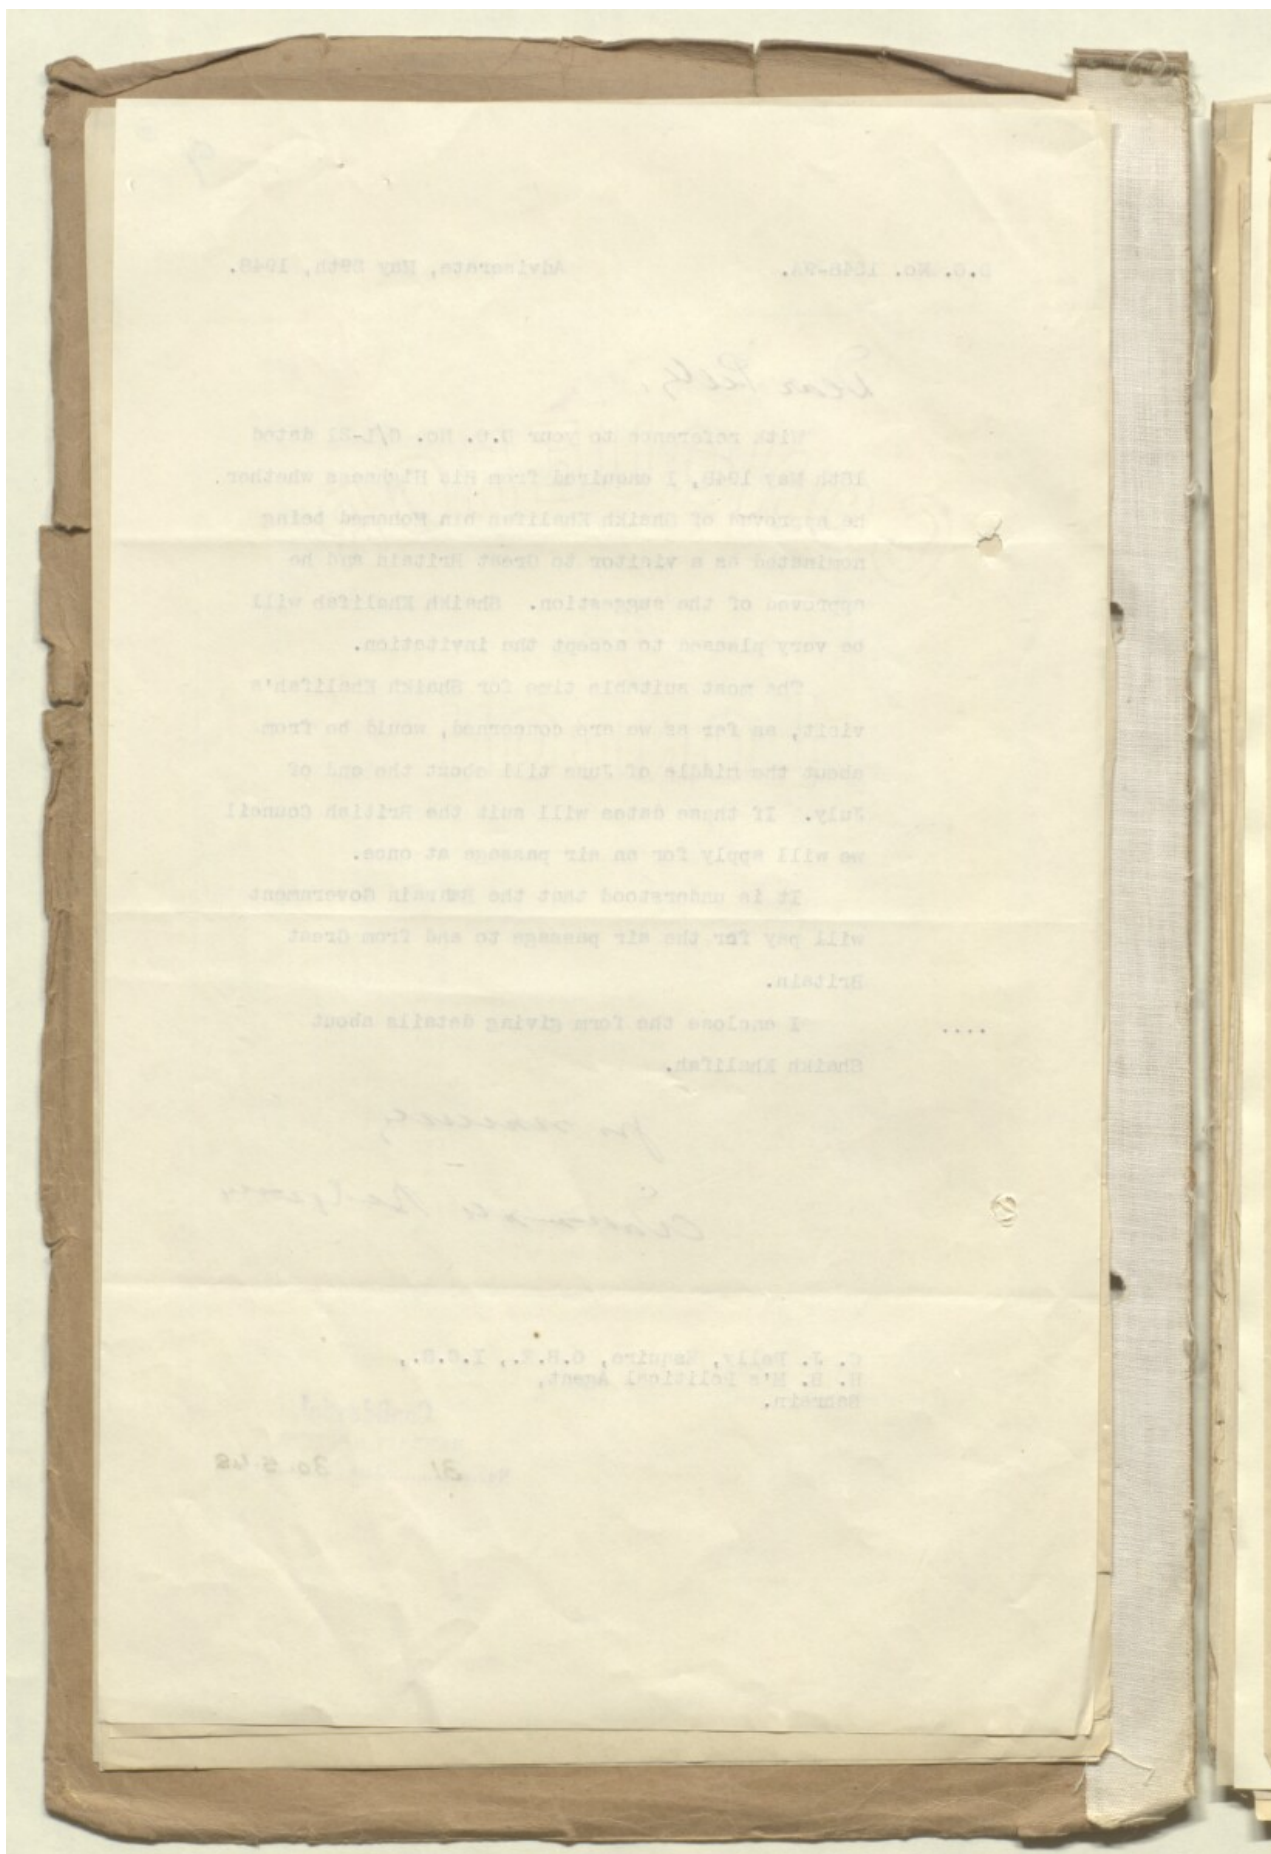 Adviserate, May 29th, 1948.
Dear Pelly,
With reference to your D.O. No. C/L-21 dated
18th May 1948, I enquired from His Highness whether
he approved of Shaikh Khalifah bin Mohamed being
nominated as a visitor to Great Britain and he
approved of the suggestion. Shaikh Khalifah will
be very pleased to accept the invitation.
The most suitable time for Shaikh Khalifah's
visit, as far as we are concerned, would be from
about the middle of June till about the end of
July. If these dates will suit the British Council
we will apply for an air passage at once.
It is understood that the Bahrain Government
will pay for the air passage to and from Great
Britain.
.... I enclose the form giving details about
Shaikh Khalifah.
C. J. Pelly, Esquire, O.B.E., I.C.S.,
H. B. M's Political Agent,
Bahrain.
31 30.5.48